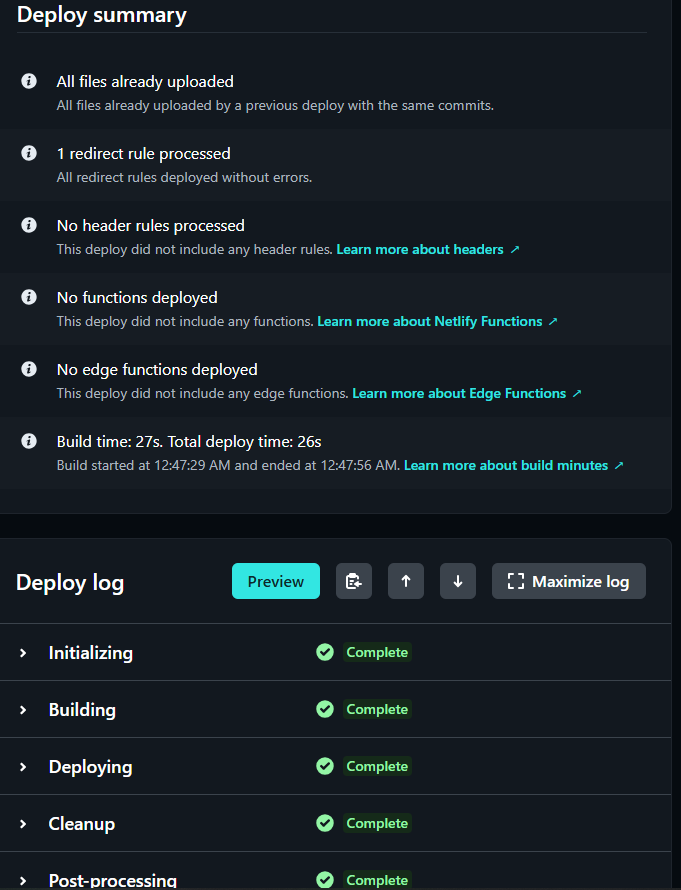 Deploy summary
All files already uploaded
All files already uploaded by a previous deploy with the same commits.
1 redirect rule processed
All redirect rules deployed without errors.
No header rules processed
This deploy did not include any header rules. Learn more about headers ↗
No functions deployed
This deploy did not include any functions. Learn more about Netlify Functions ↗
No edge functions deployed
This deploy did not include any edge functions. Learn more about Edge Functions ↗
Build time: 27s. Total deploy time: 26s
Build started at 12:47:29 AM and ended at 12:47:56 AM. Learn more about build minutes ↗
Deploy log Preview Maximize log
Initializing Complete
Building Complete
Deploying Complete
Cleanup Complete
Post-processing Complete